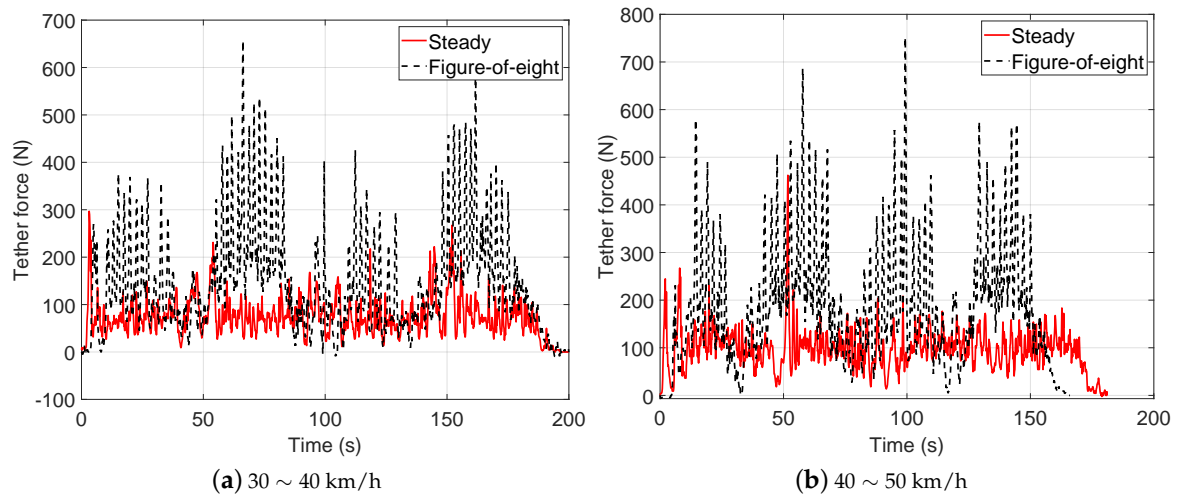 700
600
500
400
300
200
100
0
-100
Tether force (N)
Steady
Figure-of-eight
0 50 100 150 200
Time (s)
(a) 30 ∼ 40 km/h
800
700
600
500
400
300
200
100
0
Tether force (N)
Steady
Figure-of-eight
0 50 100 150 200
Time (s)
(b) 40 ∼ 50 km/h